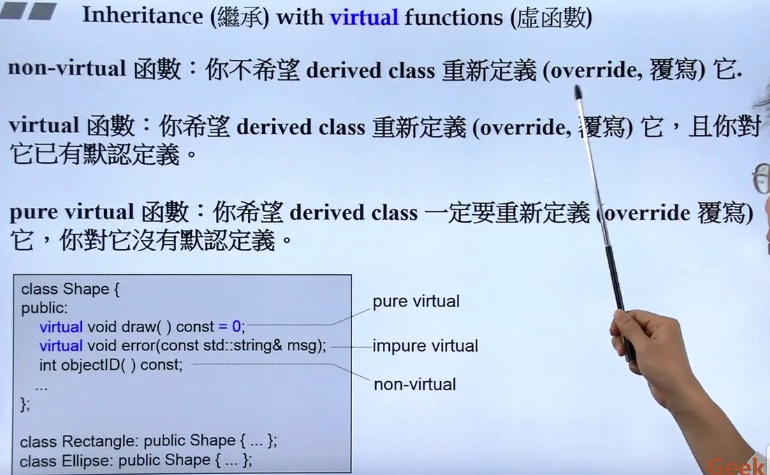 Inheritance (繼承) with virtual functions (虛函數)
non-virtual 函數：你不希望 derived class 重新定義 (override, 覆寫) 它.
virtual 函數：你希望 derived class 重新定義 (override, 覆寫) 它，且你對
它已有默認定義。
pure virtual 函數：你希望 derived class 一定要重新定義 (override 覆寫)
它，你對它沒有默認定義。
class Shape {
public:
virtual void draw( ) const = 0;
pure virtual
virtual void error(const std::string& msg);
impure virtual
int objectID( ) const;
non-virtual
...
};
class Rectangle: public Shape { ... };
class Ellipse: public Shape { ... };
Geek